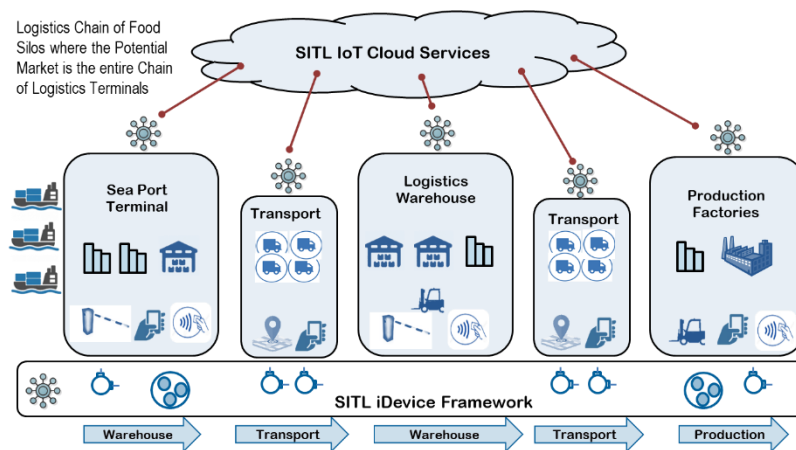 Logistics Chain of Food
Silos where the Potential
Market is the entire Chain
of Logistics Terminals
SITL IoT Cloud Services
Sea Port
Terminal
Transport
Logistics
Warehouse
Transport
Production
Factories
SITL iDevice Framework
Warehouse
Transport
Warehouse
Transport
Production